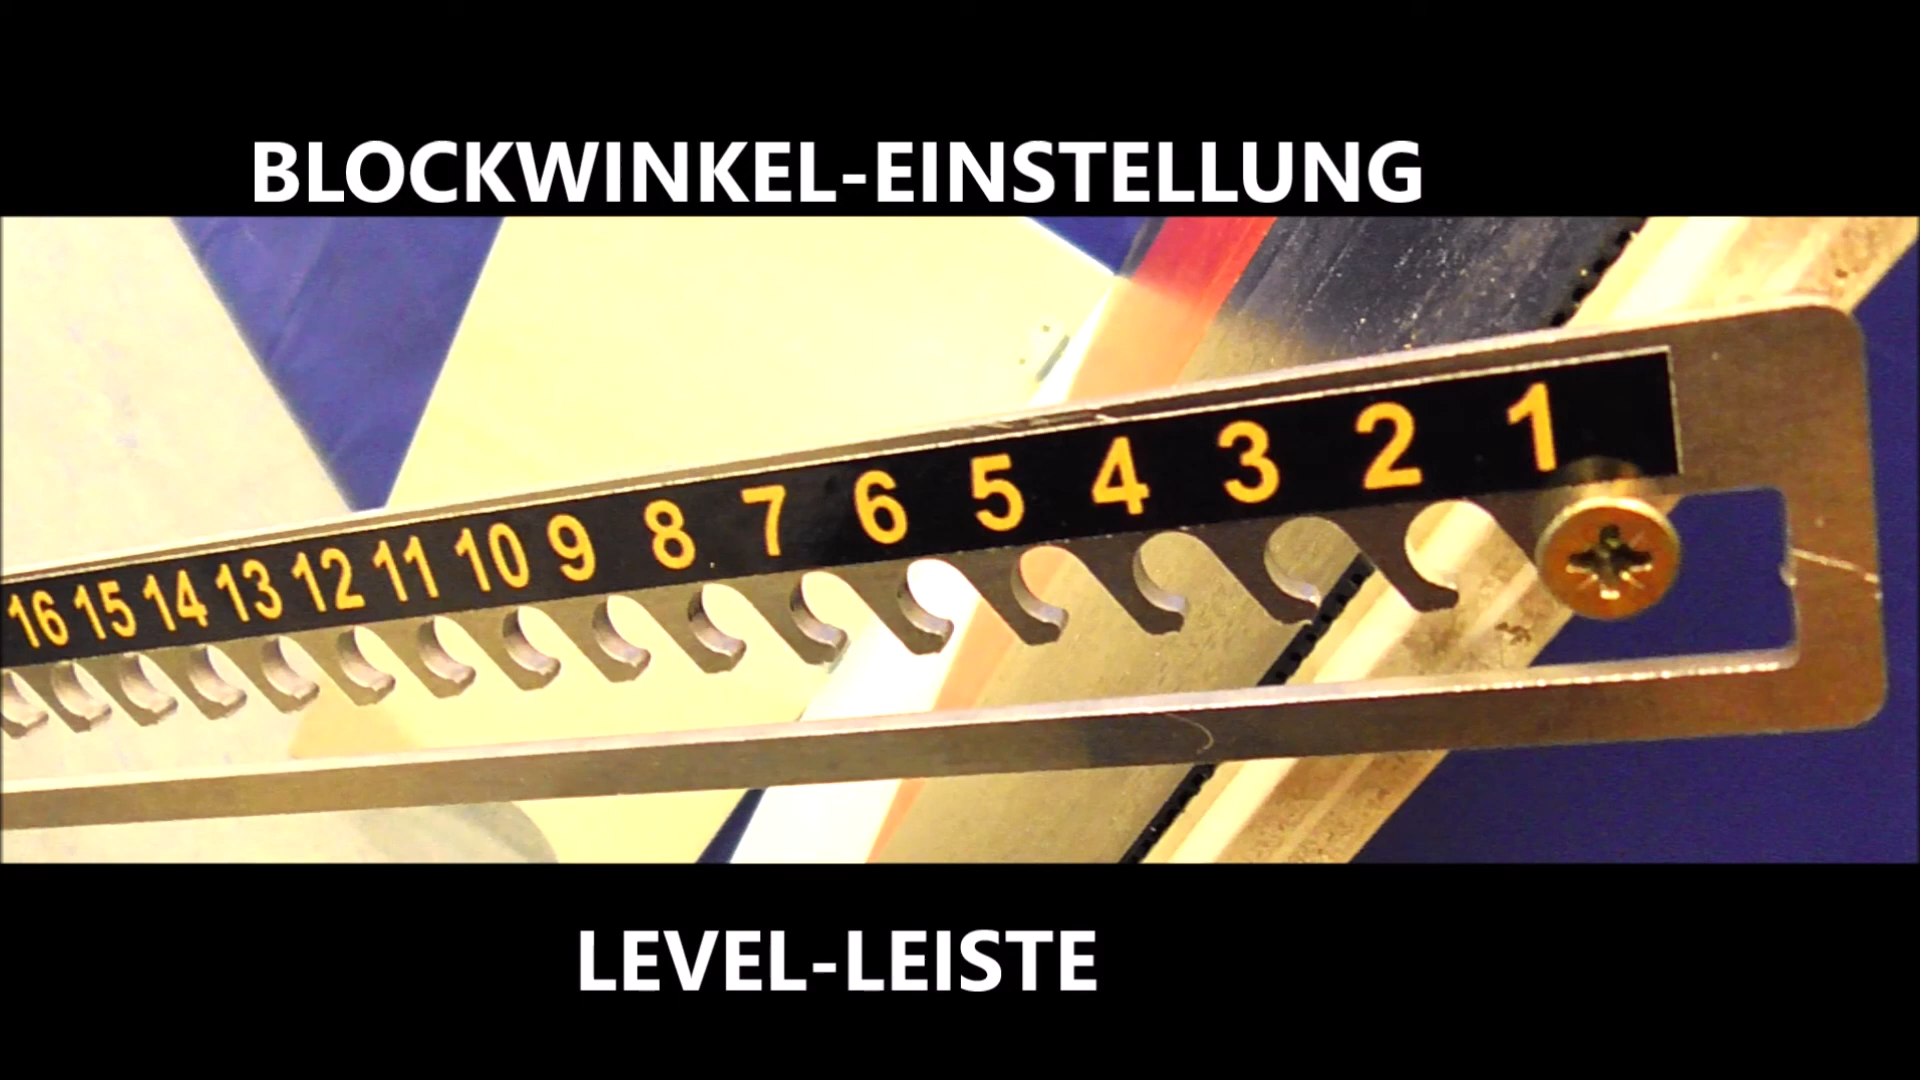 BLOCKWINKEL-EINSTELLUNG
16 15 14 13 12 11 10 9 8 7 6 5 4 3 2 1
LEVEL-LEISTE